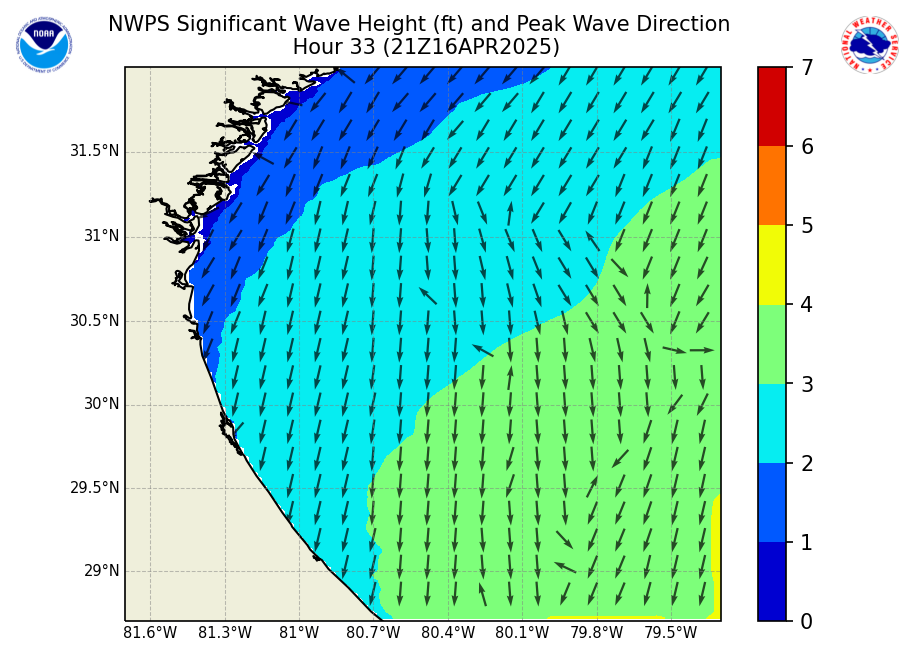 NWPS Significant Wave Height (ft) and Peak Wave Direction
Hour 33 (21Z16APR2025)
NOAA
NATIONAL WEATHER SERVICE
31.5°N
31°N
30.5°N
30°N
29.5°N
29°N
81.6°W 81.3°W 81°W 80.7°W 80.4°W 80.1°W 79.8°W 79.5°W
7
6
5
4
3
2
1
0